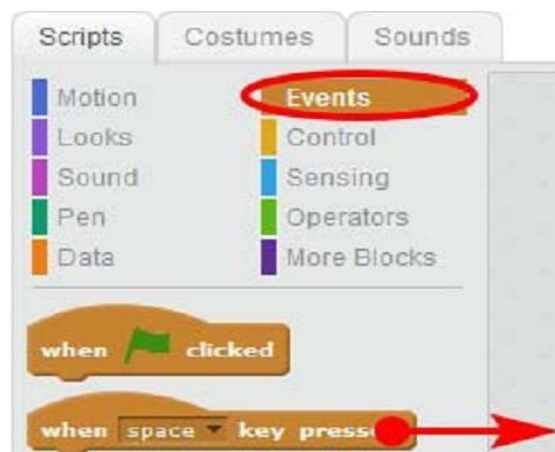 Scripts Costumes Sounds
Motion Events
Looks Control
Sound Sensing
Pen Operators
Data More Blocks
when clicked
when space key